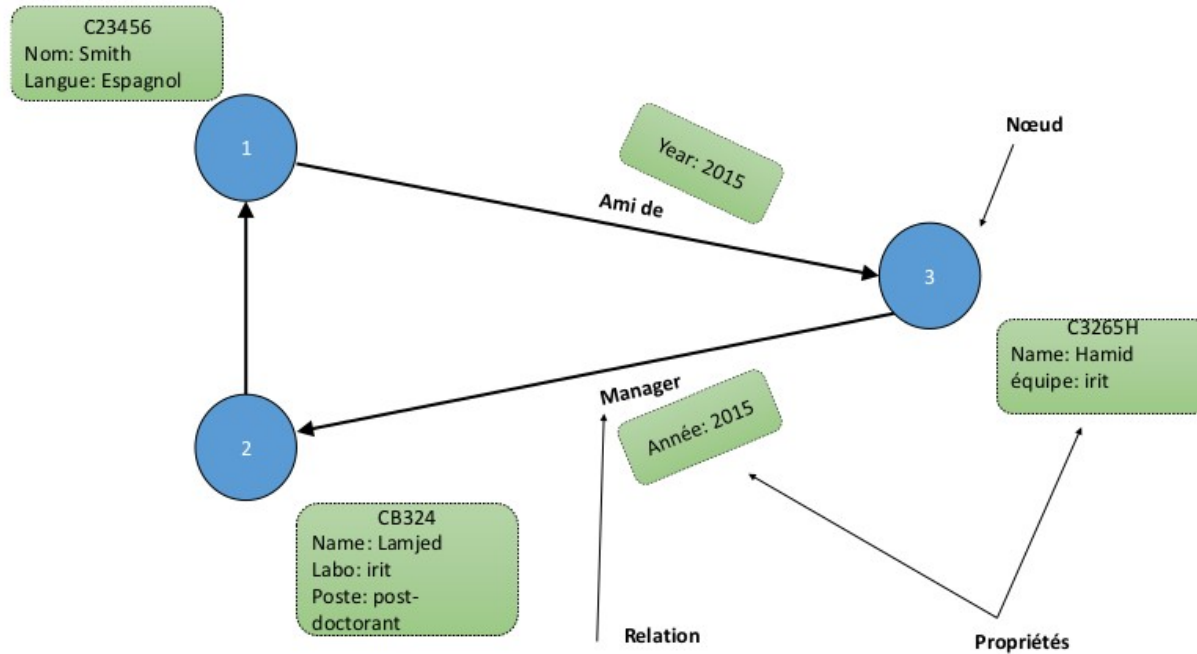 C23456
Nom: Smith
Langue: Espagnol
1
Year: 2015
Nœud
Ami de
3
C3265H
Name: Hamid
équipe: irit
Manager
Année: 2015
2
CB324
Name: Lamjed
Labo: irit
Poste: post-
doctorant
Relation
Propriétés